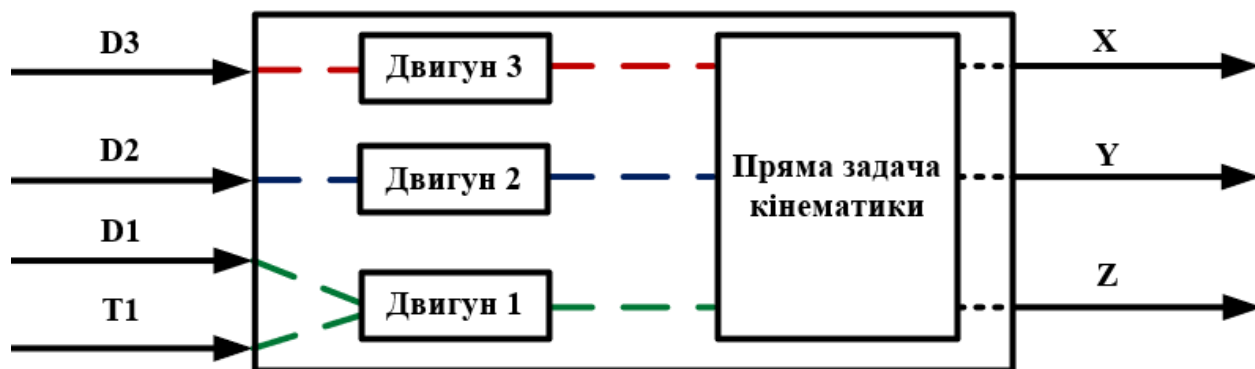 D3
Двигун 3
X
D2
Двигун 2
Пряма задача
кінематики
Y
D1
T1
Двигун 1
Z